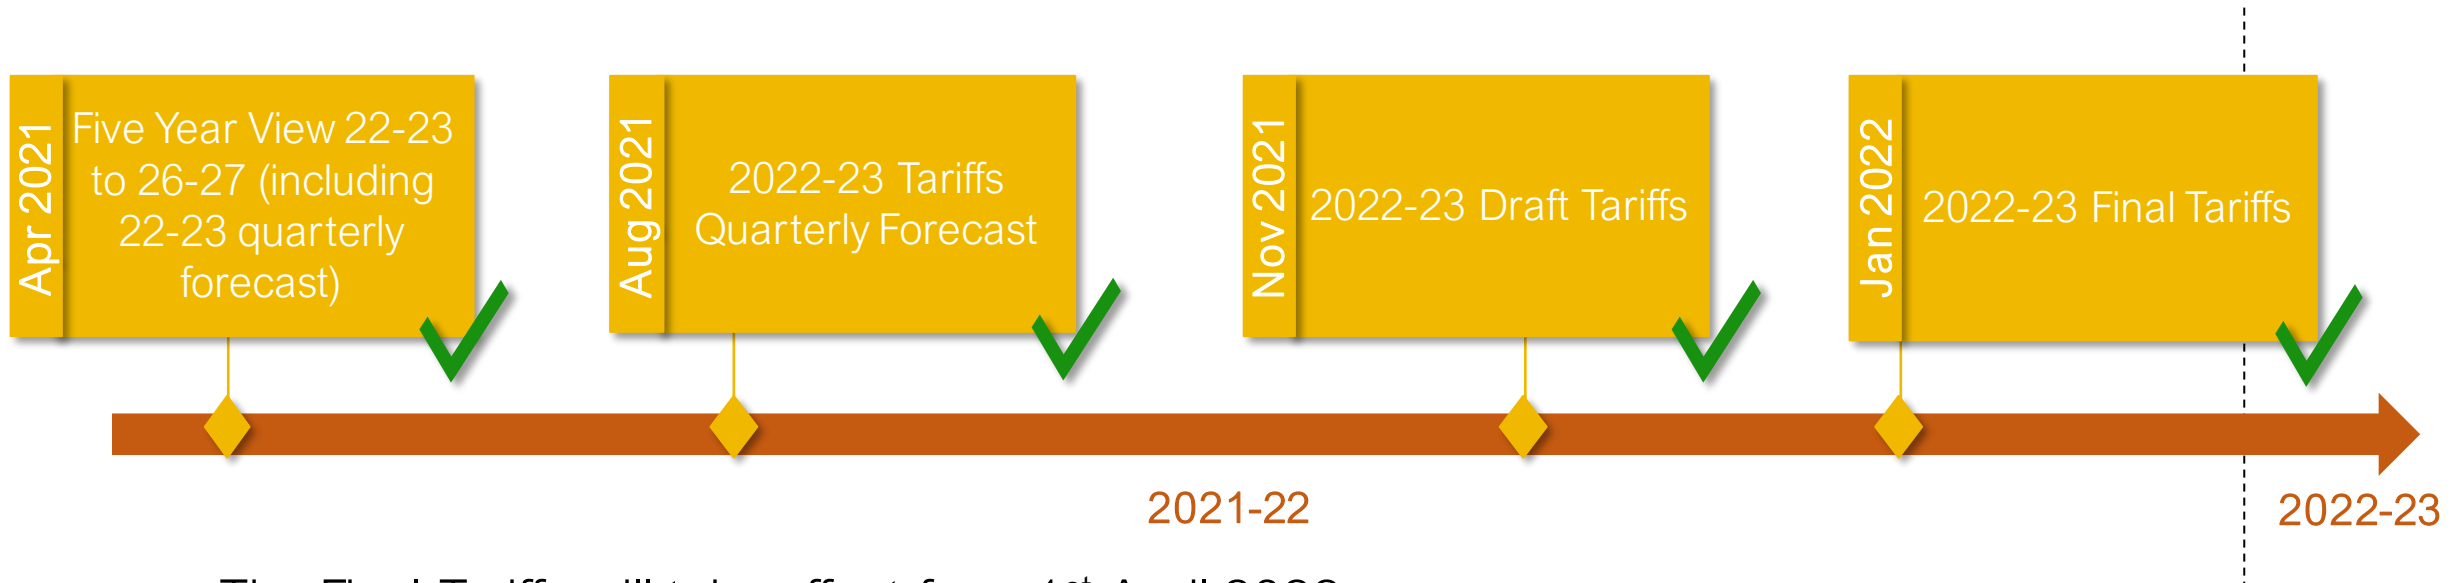 Apr 2021
Five Year View 22-23
to 26-27 (including
22-23 quarterly
forecast)
Aug 2021
2022-23 Tariffs
Quarterly Forecast
Nov 2021
2022-23 Draft Tariffs
Jan 2022
2022-23 Final Tariffs
2021-22
2022-23